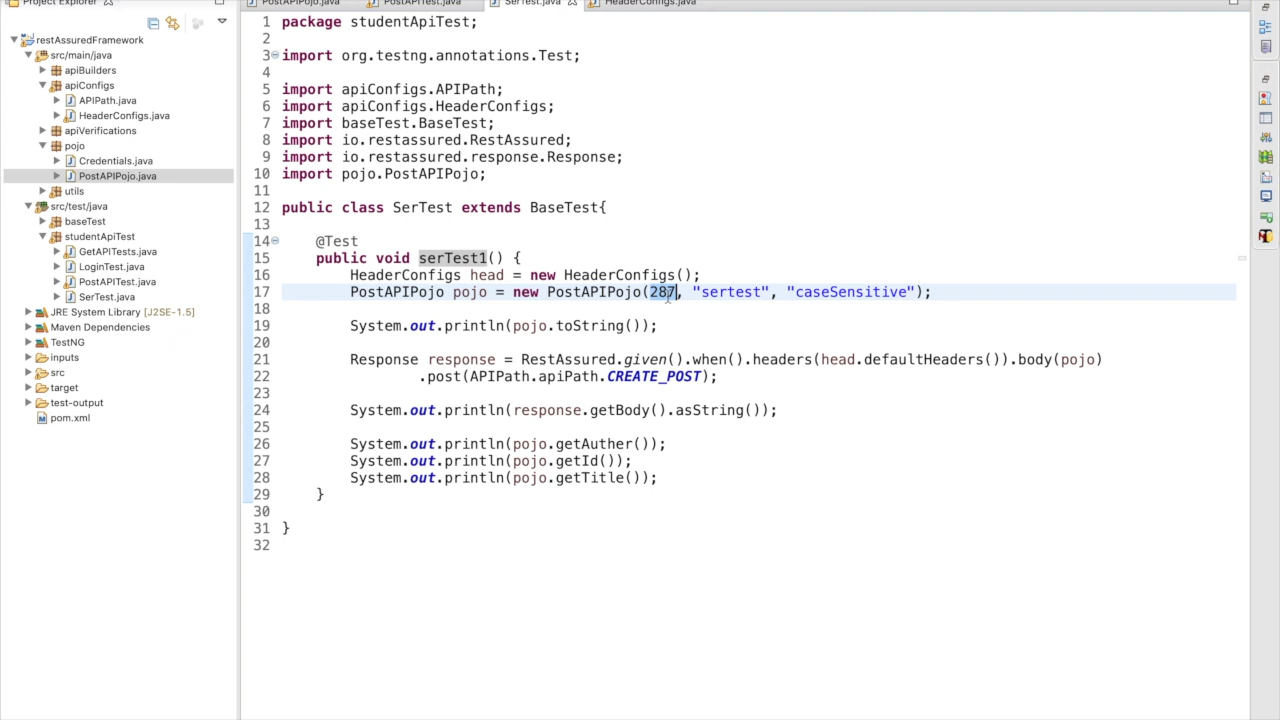 Project Explorer
PostAPIPojo.java
PostAPITest.java
SerTest.java
HeaderConfigs.java
restAssuredFramework
src/main/java
apiBuilders
apiConfigs
APIPath.java
HeaderConfigs.java
apiVerifications
pojo
Credentials.java
PostAPIPojo.java
utils
src/test/java
baseTest
studentApiTest
GetAPITests.java
LoginTest.java
PostAPITest.java
SerTest.java
JRE System Library [J2SE-1.5]
Maven Dependencies
TestNG
inputs
src
target
test-output
pom.xml
1 package studentApiTest;
2
3 import org.testng.annotations.Test;
4
5 import apiConfigs.APIPath;
6 import apiConfigs.HeaderConfigs;
7 import baseTest.BaseTest;
8 import io.restassured.RestAssured;
9 import io.restassured.response.Response;
10 import pojo.PostAPIPojo;
11
12 public class SerTest extends BaseTest{
13
14 @Test
15 public void serTest1() {
16 HeaderConfigs head = new HeaderConfigs();
17 PostAPIPojo pojo = new PostAPIPojo(287, "sertest", "caseSensitive");
18
19 System.out.println(pojo.toString());
20
21 Response response = RestAssured.given().when().headers(head.defaultHeaders()).body(pojo)
22 .post(APIPath.apiPath.CREATE_POST);
23
24 System.out.println(response.getBody().asString());
25
26 System.out.println(pojo.getAuther());
27 System.out.println(pojo.getId());
28 System.out.println(pojo.getTitle());
29 }
30
31 }
32